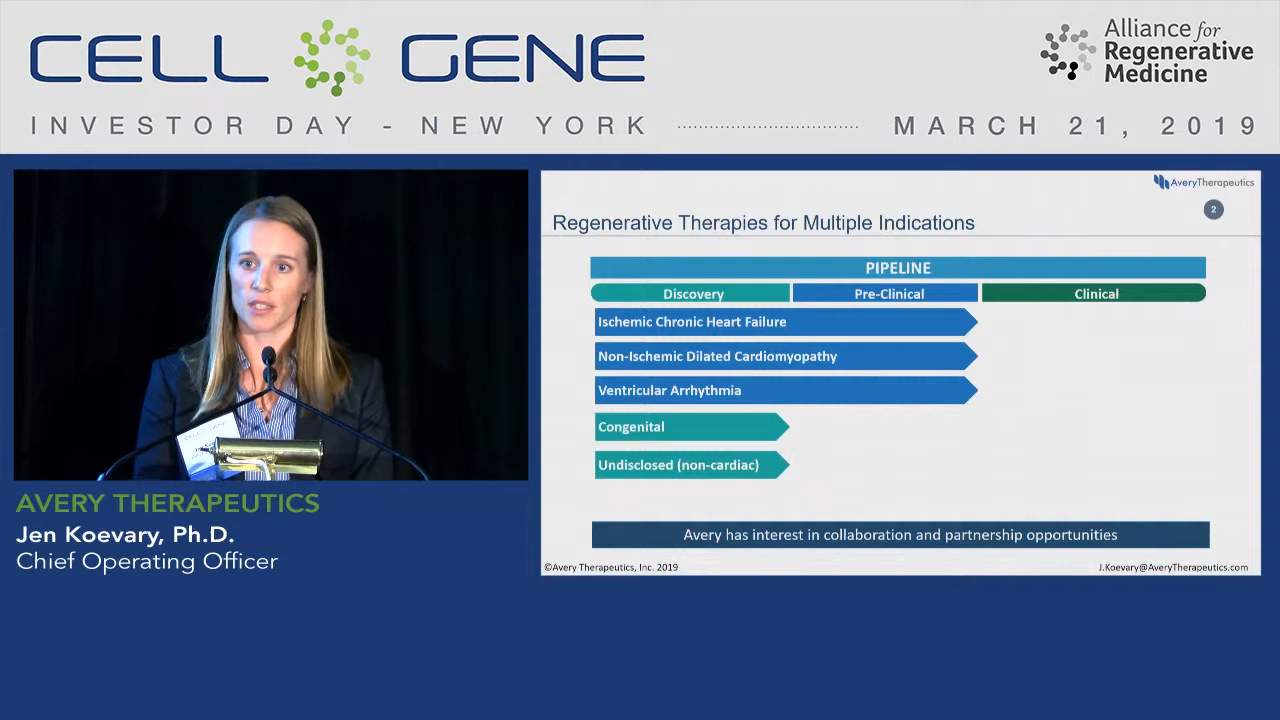 CELL GENE
Alliance for
Regenerative
Medicine
INVESTOR DAY - NEW YORK
MARCH 21, 2019
CELL GENE
AVERY THERAPEUTICS
Jen Koevary, Ph.D.
Chief Operating Officer
AveryTherapeutics
2
Regenerative Therapies for Multiple Indications
PIPELINE
Discovery
Pre-Clinical
Clinical
Ischemic Chronic Heart Failure
Non-Ischemic Dilated Cardiomyopathy
Ventricular Arrhythmia
Congenital
Undisclosed (non-cardiac)
Avery has interest in collaboration and partnership opportunities
©Avery Therapeutics, Inc. 2019
J.Koevary@AveryTherapeutics.com